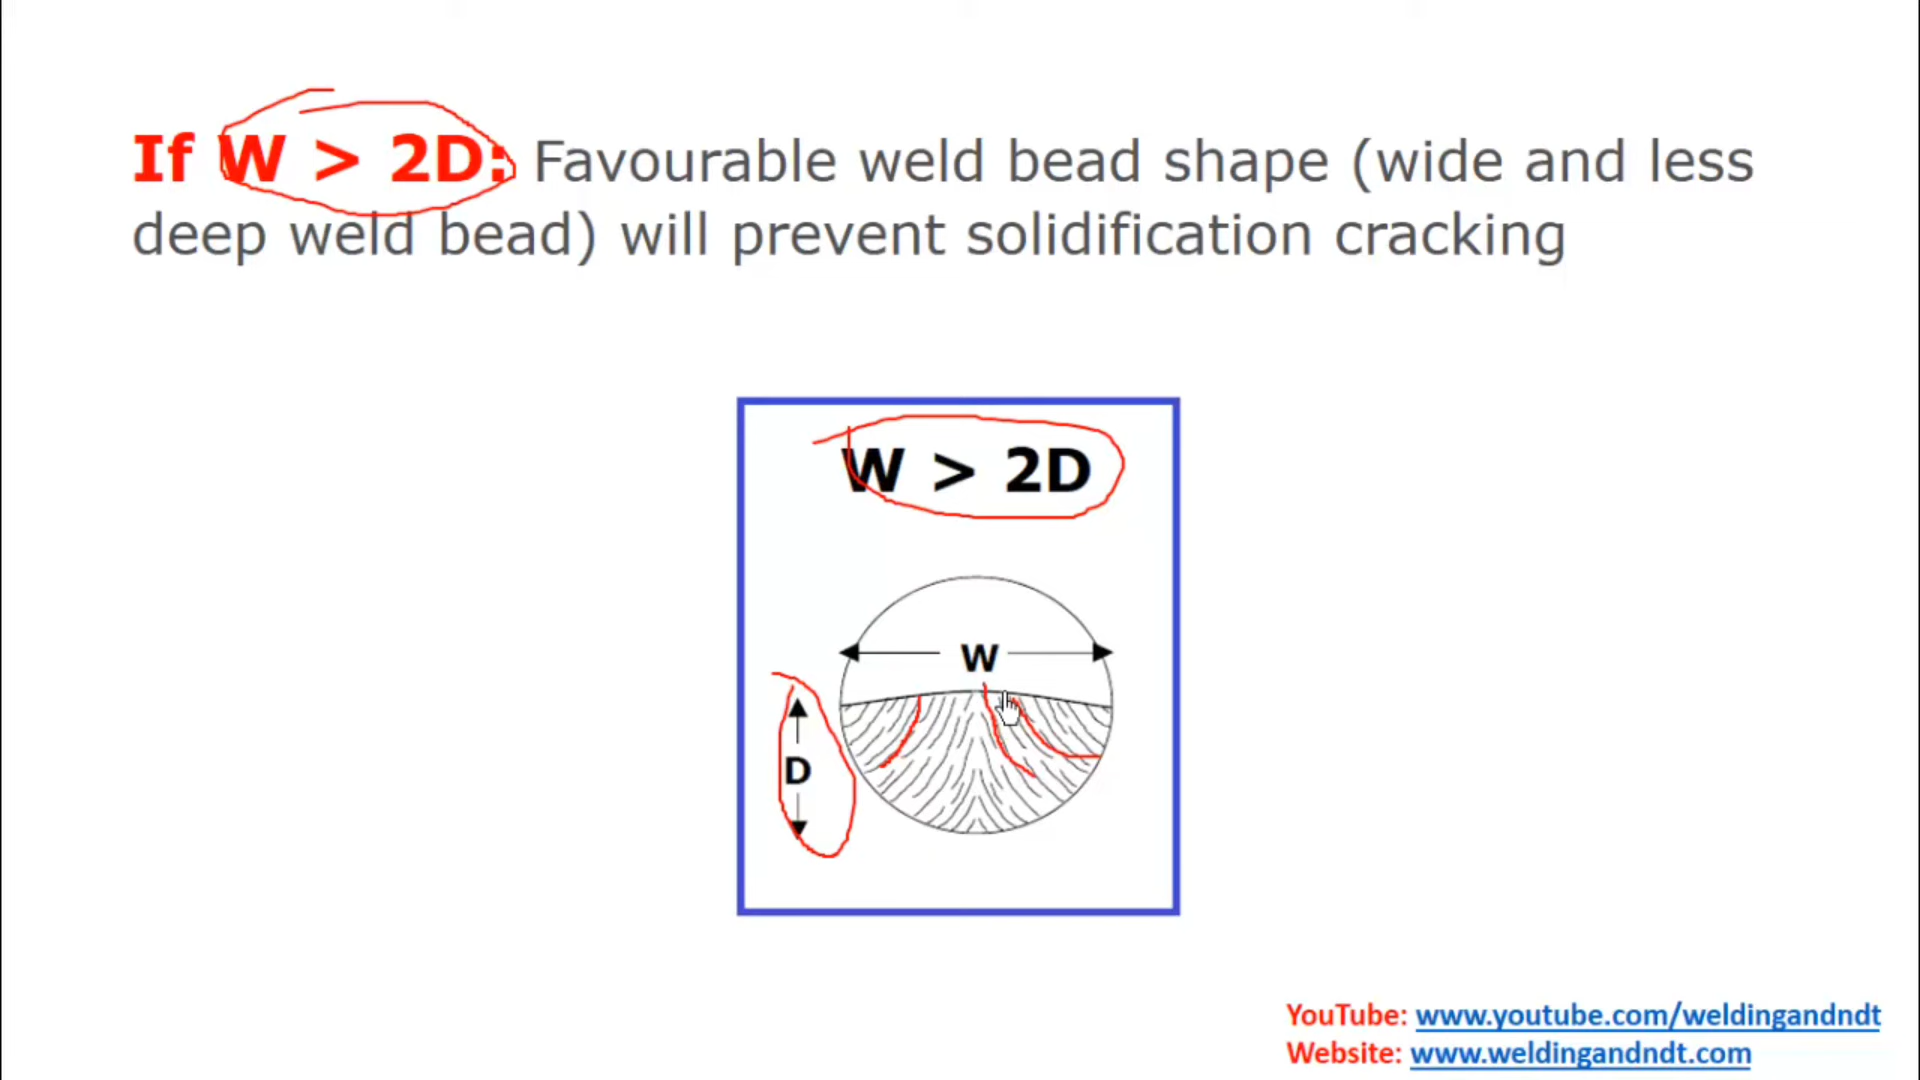 If W > 2D: Favourable weld bead shape (wide and less
deep weld bead) will prevent solidification cracking
W > 2D
W
D
YouTube: www.youtube.com/weldingandndt
Website: www.weldingandndt.com